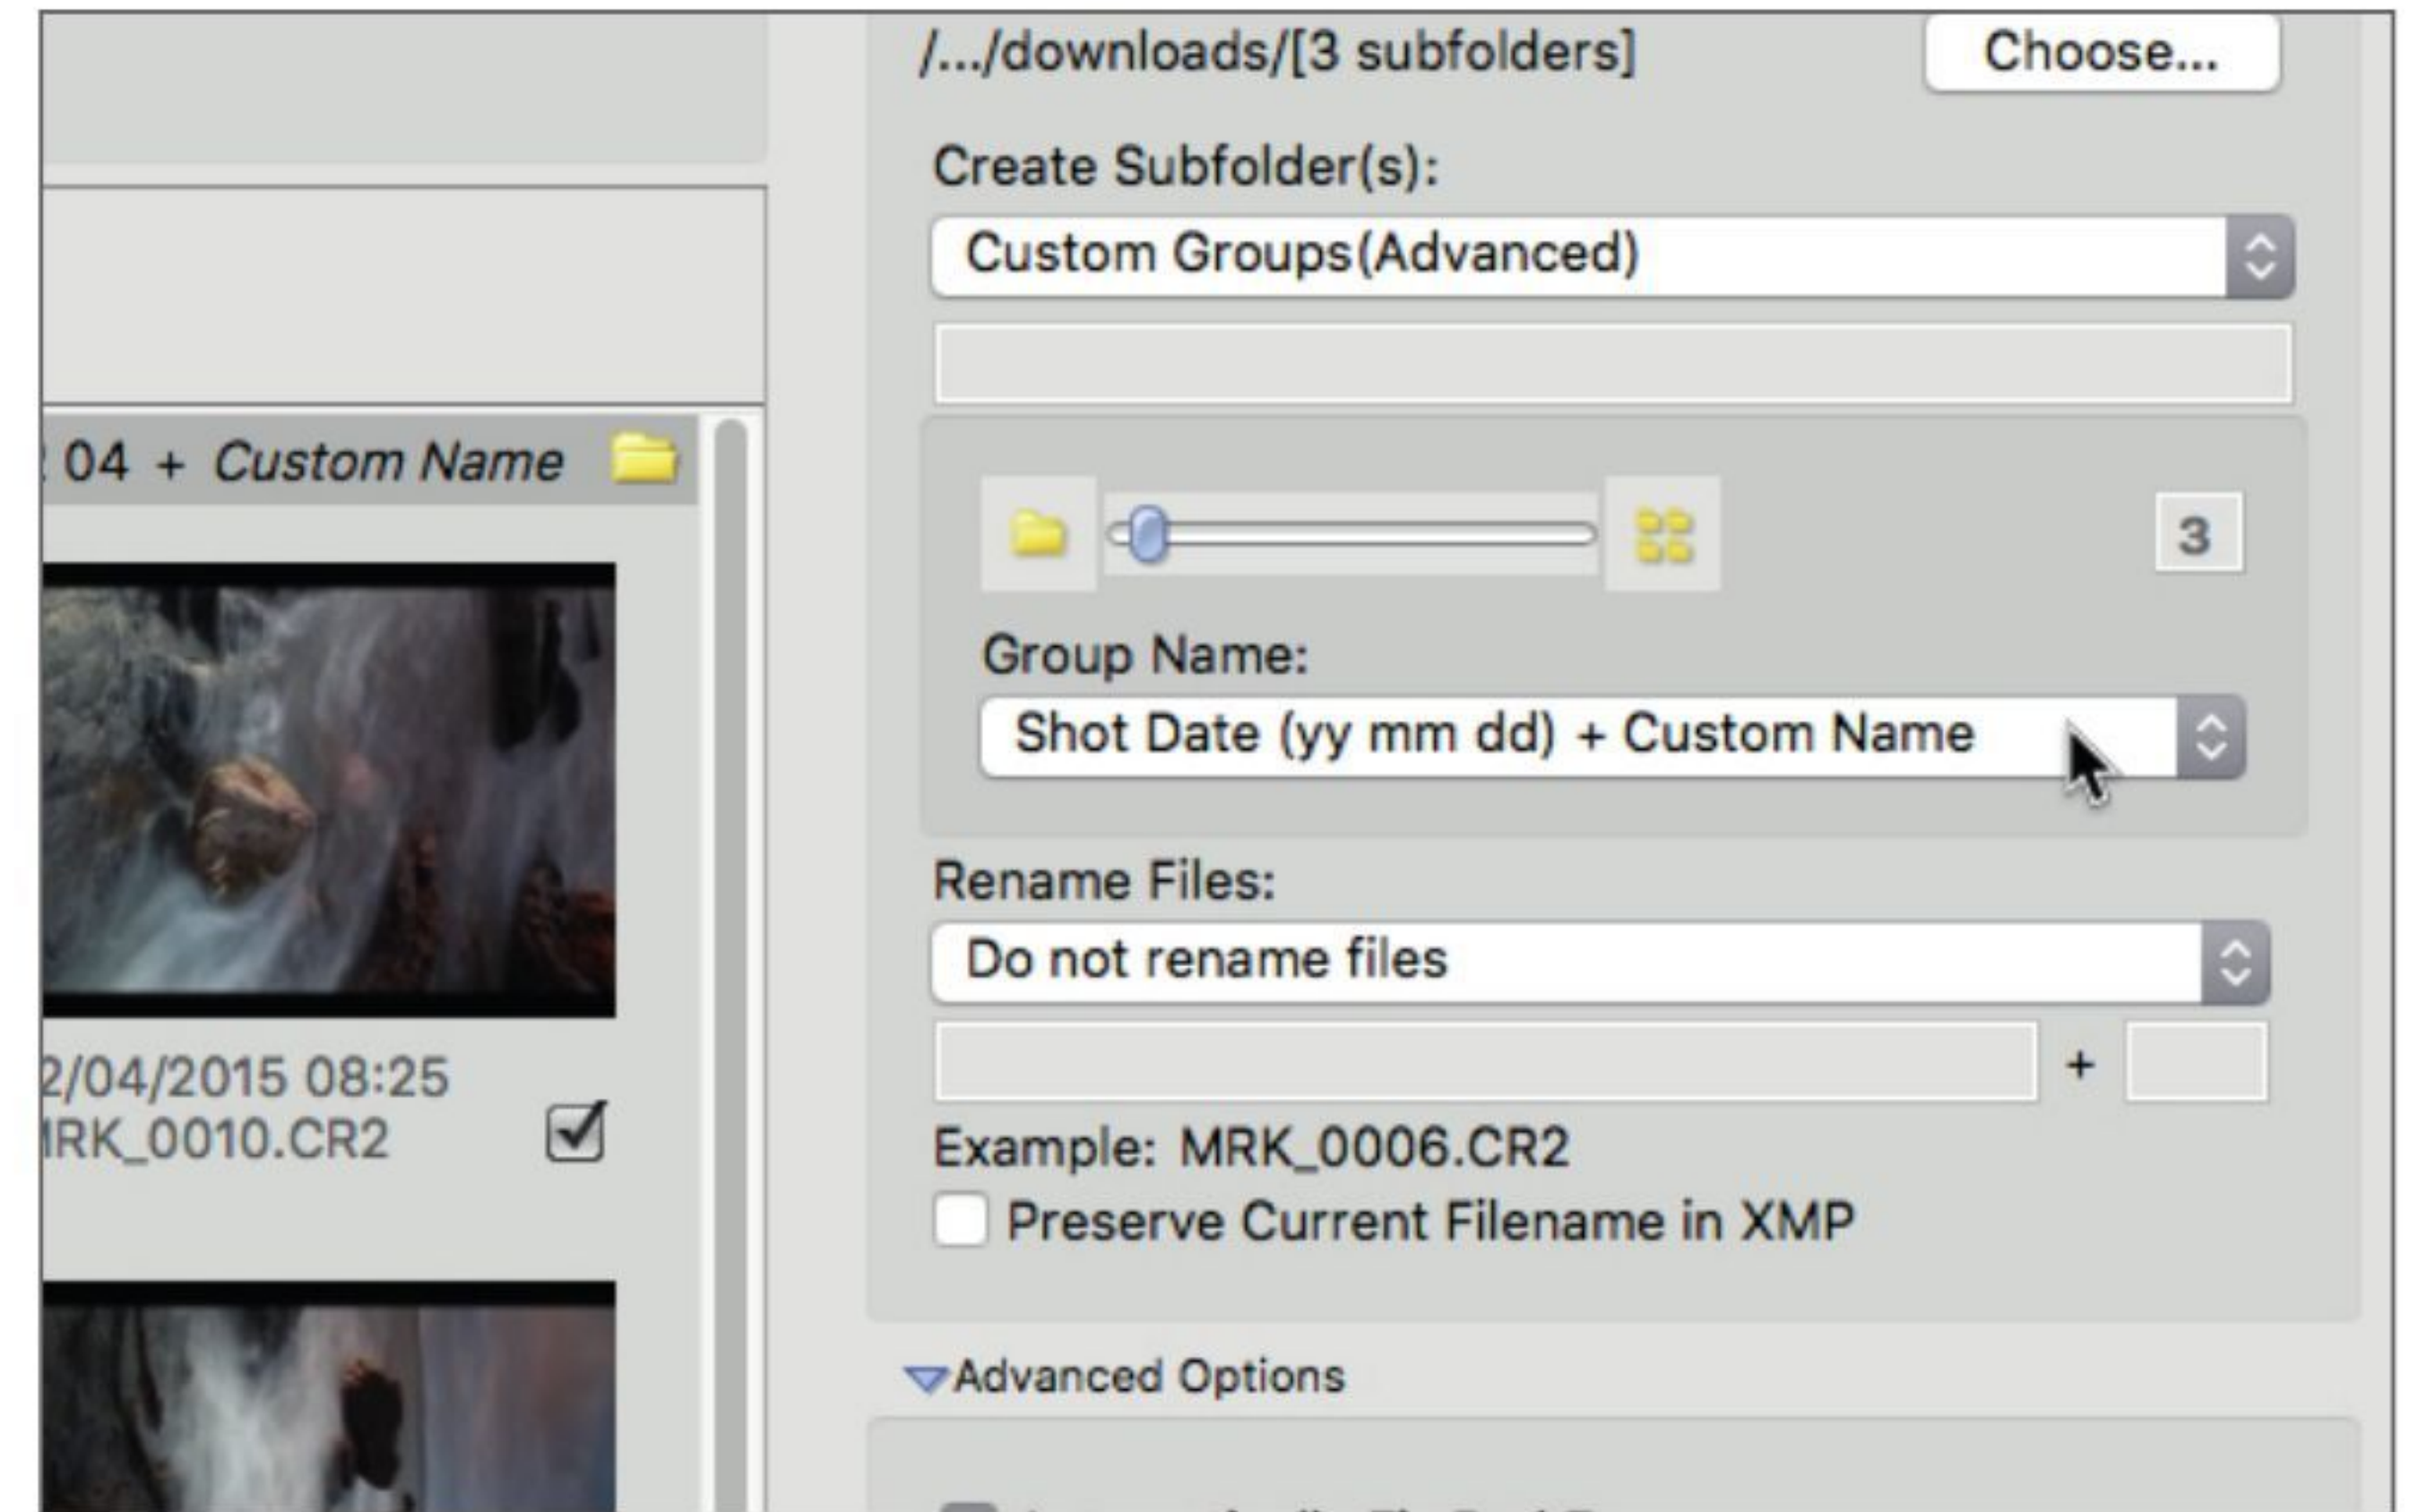 /.../downloads/[3 subfolders]
Choose...
Create Subfolder(s):
Custom Groups(Advanced)
04 + Custom Name
3
Group Name:
Shot Date (yy mm dd) + Custom Name
Rename Files:
Do not rename files
+
2/04/2015 08:25
RK_0010.CR2
Example: MRK_0006.CR2
Preserve Current Filename in XMP
Advanced Options